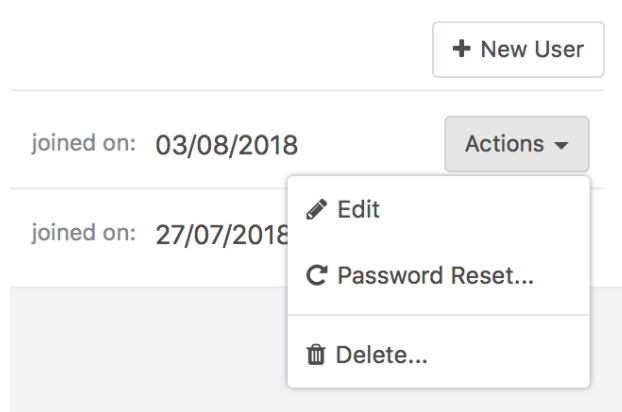 New User
joined on: 03/08/2018 Actions
Edit
joined on: 27/07/2018
Password Reset...
Delete...